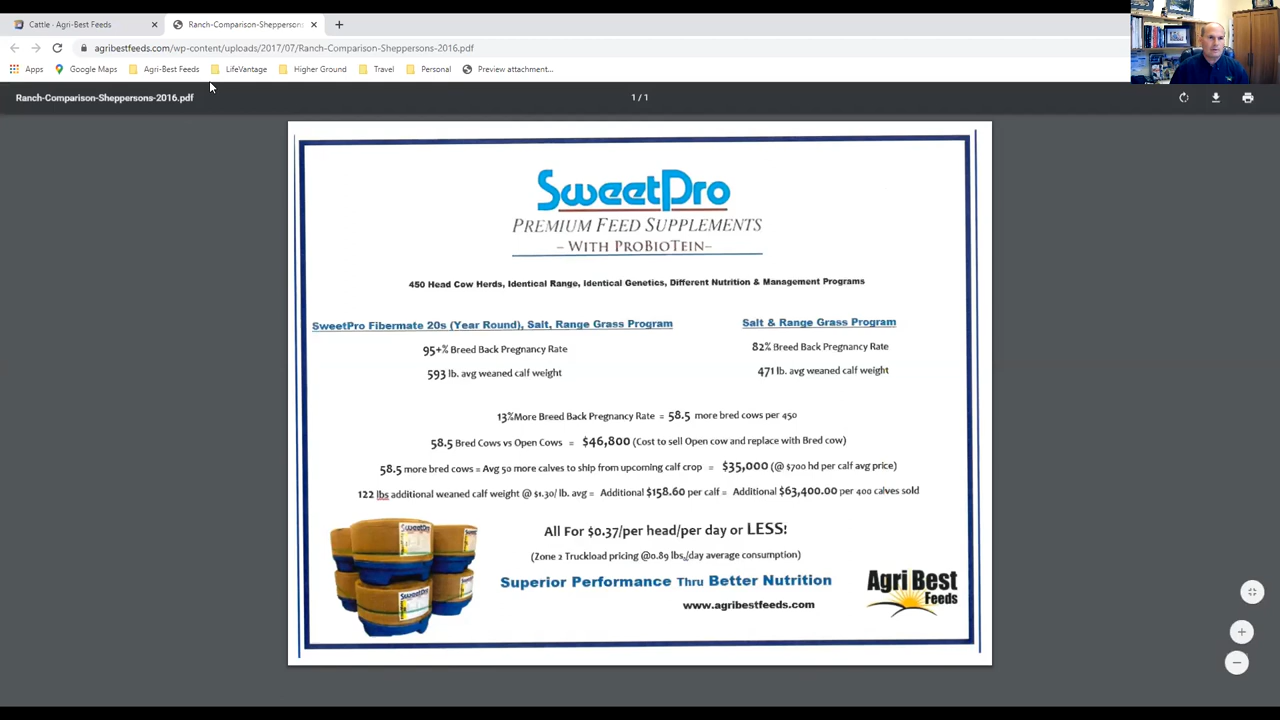 Cattle - Agri-Best Feeds
Ranch-Comparison-Sheppersons
agribestfeeds.com/wp-content/uploads/2017/07/Ranch-Comparison-Sheppersons-2016.pdf
Apps Google Maps Agri-Best Feeds LifeVantage Higher Ground Travel Personal Preview attachment...
Ranch-Comparison-Sheppersons-2016.pdf
1 / 1
SweetPro
PREMIUM FEED SUPPLEMENTS
– WITH PROBIOTEIN–
450 Head Cow Herds, Identical Range, Identical Genetics, Different Nutrition & Management Programs
SweetPro Fibermate 20s (Year Round), Salt, Range Grass Program
Salt & Range Grass Program
95+% Breed Back Pregnancy Rate
82% Breed Back Pregnancy Rate
593 lb. avg weaned calf weight
471 lb. avg weaned calf weight
13%More Breed Back Pregnancy Rate = 58.5 more bred cows per 450
58.5 Bred Cows vs Open Cows = $46,800 (Cost to sell Open cow and replace with Bred cow)
58.5 more bred cows = Avg 50 more calves to ship from upcoming calf crop = $35,000 (@ $700 hd per calf avg price)
122 lbs additional weaned calf weight @ $1.30/ lb. avg = Additional $158.60 per calf = Additional $63,400.00 per 400 calves sold
All For $0.37/per head/per day or LESS!
(Zone 2 Truckload pricing @0.89 lbs./day average consumption)
Superior Performance Thru Better Nutrition
www.agribestfeeds.com
Agri Best
Feeds
SweetPro
SweetPro
SweetPro